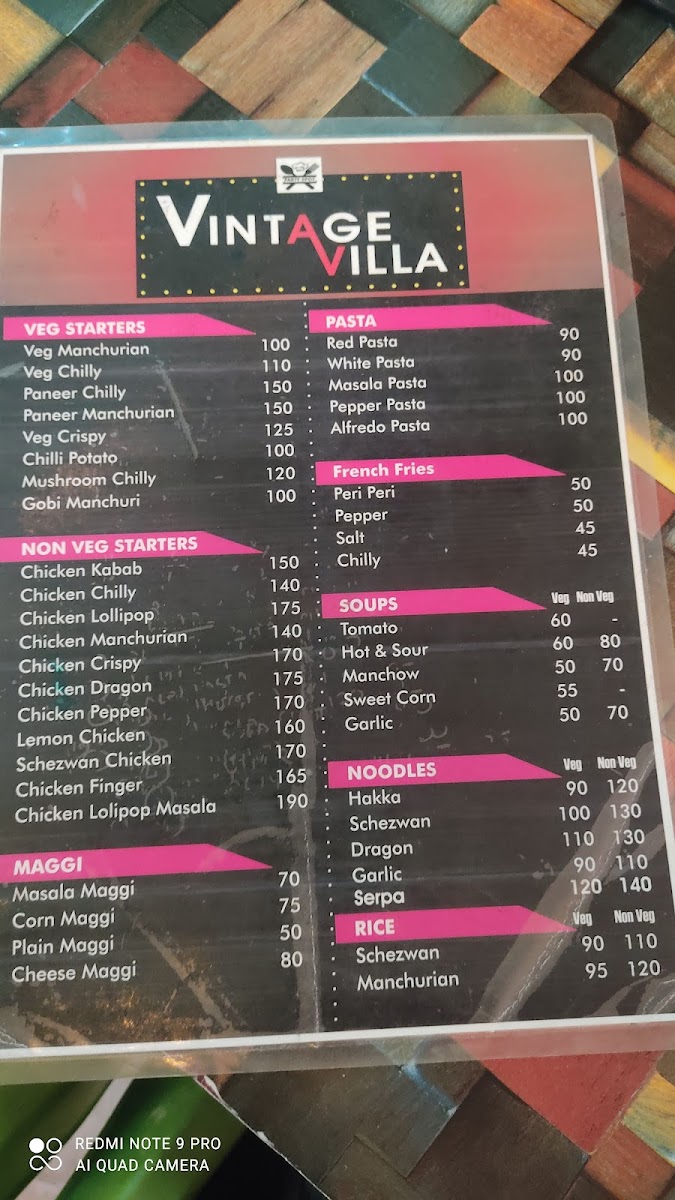 VINTAGE
VILLA
VEG STARTERS
Veg Manchurian 100
Veg Chilly 110
Paneer Chilly 150
Paneer Manchurian 150
Veg Crispy 125
Chilli Potato 100
Mushroom Chilly 120
Gobi Manchuri 100
NON VEG STARTERS
Chicken Kabab 150
Chicken Chilly 140
Chicken Lollipop 175
Chicken Manchurian 140
Chicken Crispy 170
Chicken Dragon 175
Chicken Pepper 170
Lemon Chicken 160
Schezwan Chicken 170
Chicken Finger 165
Chicken Lolipop Masala 190
MAGGI
Masala Maggi 70
Corn Maggi 75
Plain Maggi 50
Cheese Maggi 80
PASTA
Red Pasta 90
White Pasta 90
Masala Pasta 100
Pepper Pasta 100
Alfredo Pasta 100
French Fries
Peri Peri 50
Pepper 50
Salt 45
Chilly 45
SOUPS Veg Non Veg
Tomato 60 -
Hot & Sour 60 80
Manchow 50 70
Sweet Corn 55 -
Garlic 50 70
NOODLES Veg Non Veg
Hakka 90 120
Schezwan 100 130
Dragon 110 130
Garlic 90 110
Serpa 120 140
RICE Veg Non Veg
Schezwan 90 110
Manchurian 95 120
REDMI NOTE 9 PRO
AI QUAD CAMERA